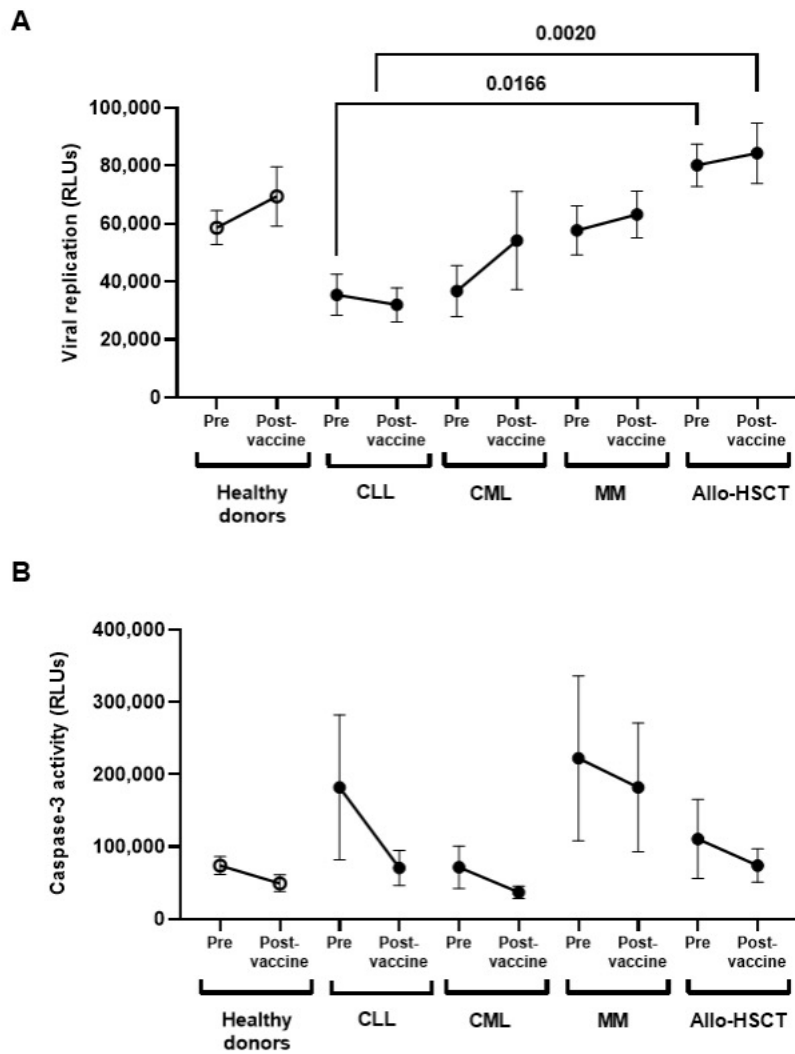 A
0.0020
0.0166
Viral replication (RLUs)
100,000
80,000
60,000
40,000
20,000
0
Pre Post-vaccine Pre Post-vaccine Pre Post-vaccine Pre Post-vaccine Pre Post-vaccine
Healthy donors CLL CML MM Allo-HSCT
B
Caspase-3 activity (RLUs)
400,000
300,000
200,000
100,000
0
Pre Post-vaccine Pre Post-vaccine Pre Post-vaccine Pre Post-vaccine Pre Post-vaccine
Healthy donors CLL CML MM Allo-HSCT